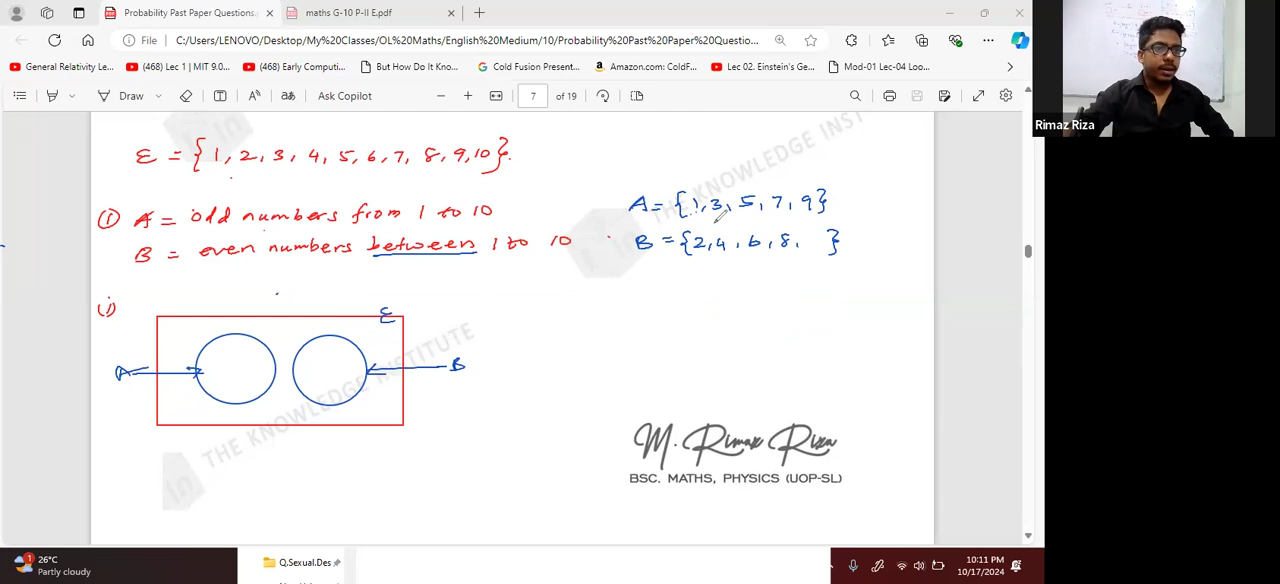 Probability Past Paper Questions.
maths G-10 P-II E.pdf
File
C:/Users/LENOVO/Desktop/My%20Classes/OL%20Maths/English%20Medium/10/Probability%20Past%20Paper%20Questio...
General Relativity Le...
(468) Lec 1 | MIT 9.0...
(468) Early Computi...
But How Do It Kno...
Cold Fusion Present...
Amazon.com: ColdF...
Lec 02. Einstein's Ge...
Mod-01 Lec-04 Loo...
Draw
Ask Copilot
7 of 19
Rimaz Riza
ε = {1, 2, 3, 4, 5, 6, 7, 8, 9, 10}.
① A = odd numbers from 1 to 10
B = even numbers between 1 to 10
A = {1, 3, 5, 7, 9}
B = {2, 4, 6, 8, }
(i)
ε
A
B
THE KNOWLEDGE INSTITUTE
THE KNOWLEDGE INST
M. Rimaz Riza
BSC. MATHS, PHYSICS (UOP-SL)
26°C
Partly cloudy
1
Q.Sexual.Des
10:11 PM
10/17/2024